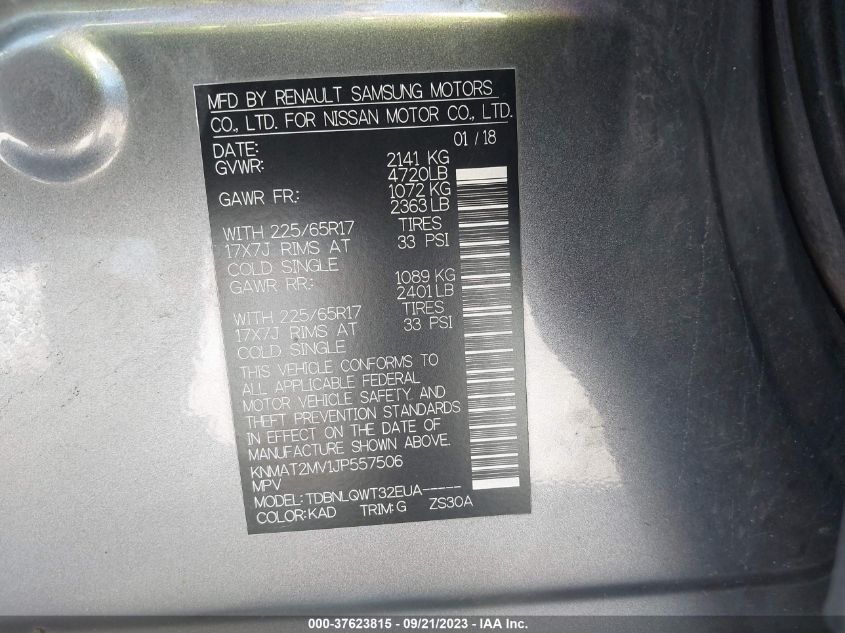 MFD BY RENAULT SAMSUNG MOTORS
CO., LTD. FOR NISSAN MOTOR CO., LTD.
DATE: 01 / 18
GVWR: 2141 KG
4720LB
GAWR FR: 1072 KG
2363LB
WITH 225/65R17 TIRES
17X7J RIMS AT 33 PSI
COLD SINGLE
GAWR RR: 1089 KG
2401LB
WITH 225/65R17 TIRES
17X7J RIMS AT 33 PSI
COLD SINGLE
THIS VEHICLE CONFORMS TO
ALL APPLICABLE FEDERAL
MOTOR VEHICLE SAFETY AND
THEFT PREVENTION STANDARDS
IN EFFECT ON THE DATE OF
MANUFACTURE SHOWN ABOVE.
KNMAT2MV1JP557506
MPV
MODEL: TDBNLQWT32EUA-----
COLOR:KAD TRIM:G ZS30A
000-37623815 - 09/21/2023 - IAA Inc.